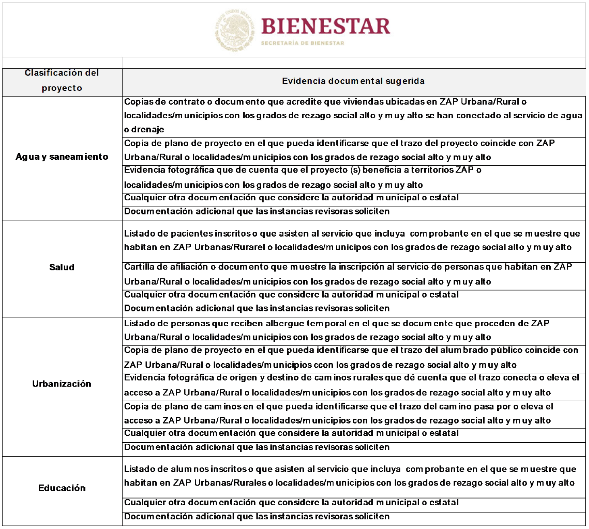 BIENESTAR
SECRETARÍA DE BIENESTAR
Clasificación del
proyecto
Evidencia documental sugerida
Agua y saneamiento
Copias de contrato o documento que acredite que viviendas ubicadas en ZAP Urbana/Rural o
localidades/municipios con los grados de rezago social alto y muy alto se han conectado al servicio de agua
o drenaje
Copia de plano de proyecto en el que pueda identificarse que el trazo del proyecto coincide con ZAP
Urbana/Rural o localidades/municipios con los grados de rezago social alto y muy alto
Evidencia fotográfica que de cuenta que el proyecto (s) beneficia a territorios ZAP o
localidades/municipios con los grados de rezago social alto y muy alto
Cualquier otra documentación que considere la autoridad municipal o estatal
Documentación adicional que las instancias revisoras soliciten
Salud
Listado de pacientes inscritos o que asisten al servicio que incluya comprobante en el que se muestre que
habitan en ZAP Urbanas/Rurarel o localidades/municipos con los grados de rezago social alto y muy alto
Cartilla de afiliación o documento que muestre la inscripción al servicio de personas que habitan en ZAP
Urbana/Rural o localidades/municipios con los grados de rezago social alto y muy alto
Cualquier otra documentación que considere la autoridad municipal o estatal
Documentación adicional que las instancias revisoras soliciten
Urbanización
Listado de personas que reciben albergue temporal en el que se documente que proceden de ZAP
Urbana/Rural o localidades/municipios con los grados de rezago social alto y muy alto
Copia de plano de proyecto en el que pueda identificarse que el trazo del alumbrado público coincide con
ZAP Urbana/Rural o localidades/municipios ccon los grados de rezago social alto y muy alto
Evidencia fotográfica de origen y destino de caminos rurales que dé cuenta que el trazo conecta o eleva el
acceso a ZAP Urbana/Rural o localidades/municipios con los grados de rezago social alto y muy alto
Copia de plano de caminos en el que pueda identificarse que el trazo del camino pasa por o eleva el
acceso a ZAP Urbana/Rural o localidades/municipios con los grados de rezago social alto y muy alto
Cualquier otra documentación que considere la autoridad municipal o estatal
Documentación adicional que las instancias revisoras soliciten
Educación
Listado de alumnos inscritos o que asisten al servicio que incluya comprobante en el que se muestre que
habitan en ZAP Urbanas/Rurales o localidades/municipios con los grados de rezago social alto y muy alto
Cualquier otra documentación que considere la autoridad municipal o estatal
Documentación adicional que las instancias revisoras soliciten